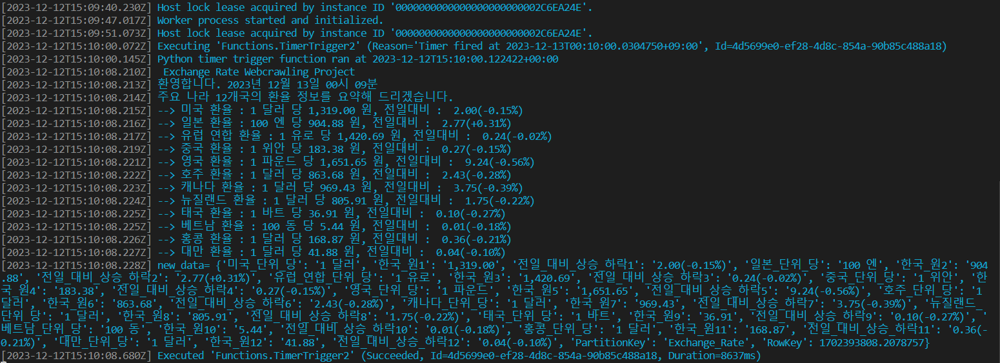 [2023-12-12T15:09:40.230Z] Host lock lease acquired by instance ID '0000000000000000000000002C6EA24E'.
[2023-12-12T15:09:47.017Z] Worker process started and initialized.
[2023-12-12T15:09:51.073Z] Host lock lease acquired by instance ID '0000000000000000000000002C6EA24E'.
[2023-12-12T15:10:00.072Z] Executing 'Functions.TimerTrigger2' (Reason='Timer fired at 2023-12-13T00:10:00.0304750+09:00', Id=4d5699e0-ef28-4d8c-854a-90b85c488a18)
[2023-12-12T15:10:00.145Z] Python timer trigger function ran at 2023-12-12T15:10:00.122422+00:00
[2023-12-12T15:10:08.210Z]  Exchange Rate Webcrawling Project
[2023-12-12T15:10:08.213Z] 환영합니다. 2023년 12월 13일 00시 09분
[2023-12-12T15:10:08.214Z] 주요 나라 12개국의 환율 정보를 요약해 드리겠습니다.
[2023-12-12T15:10:08.215Z] --> 미국 환율 : 1 달러 당 1,319.00 원, 전일대비 :  2.00(-0.15%)
[2023-12-12T15:10:08.216Z] --> 일본 환율 : 100 엔 당 904.88 원, 전일대비 :  2.77(+0.31%)
[2023-12-12T15:10:08.217Z] --> 유럽 연합 환율 : 1 유로 당 1,420.69 원, 전일대비 :  0.24(-0.02%)
[2023-12-12T15:10:08.219Z] --> 중국 환율 : 1 위안 당 183.38 원, 전일대비 :  0.27(-0.15%)
[2023-12-12T15:10:08.221Z] --> 영국 환율 : 1 파운드 당 1,651.65 원, 전일대비 :  9.24(-0.56%)
[2023-12-12T15:10:08.222Z] --> 호주 환율 : 1 달러 당 863.68 원, 전일대비 :  2.43(-0.28%)
[2023-12-12T15:10:08.223Z] --> 캐나다 환율 : 1 달러 당 969.43 원, 전일대비 :  3.75(-0.39%)
[2023-12-12T15:10:08.224Z] --> 뉴질랜드 환율 : 1 달러 당 805.91 원, 전일대비 :  1.75(-0.22%)
[2023-12-12T15:10:08.225Z] --> 태국 환율 : 1 바트 당 36.91 원, 전일대비 :  0.10(-0.27%)
[2023-12-12T15:10:08.225Z] --> 베트남 환율 : 100 동 당 5.44 원, 전일대비 :  0.01(-0.18%)
[2023-12-12T15:10:08.226Z] --> 홍콩 환율 : 1 달러 당 168.87 원, 전일대비 :  0.36(-0.21%)
[2023-12-12T15:10:08.227Z] --> 대만 환율 : 1 달러 당 41.88 원, 전일대비 :  0.04(-0.10%)
[2023-12-12T15:10:08.228Z] new_data= {'미국_단위_당': '1 달러', '한국_원1': '1,319.00', '전일_대비_상승_하락1': '2.00(-0.15%)', '일본_단위_당': '100 엔', '한국_원2': '904
.88', '전일_대비_상승_하락2': '2.77(+0.31%)', '유럽_연합_단위_당': '1 유로', '한국_원3': '1,420.69', '전일_대비_상승_하락3': '0.24(-0.02%)', '중국_단위_당': '1 위안', '한
국_원4': '183.38', '전일_대비_상승_하락4': '0.27(-0.15%)', '영국_단위_당': '1 파운드', '한국_원5': '1,651.65', '전일_대비_상승_하락5': '9.24(-0.56%)', '호주_단위_당': '1
달러', '한국_원6': '863.68', '전일_대비_상승_하락6': '2.43(-0.28%)', '캐나다_단위_당': '1 달러', '한국_원7': '969.43', '전일_대비_상승_하락7': '3.75(-0.39%)', '뉴질랜드_
단위_당': '1 달러', '한국_원8': '805.91', '전일_대비_상승_하락8': '1.75(-0.22%)', '태국_단위_당': '1 바트', '한국_원9': '36.91', '전일_대비_상승_하락9': '0.10(-0.27%)', '
베트남_단위_당': '100 동', '한국_원10': '5.44', '전일_대비_상승_하락10': '0.01(-0.18%)', '홍콩_단위_당': '1 달러', '한국_원11': '168.87', '전일_대비_상승_하락11': '0.36(-
0.21%)', '대만_단위_당': '1 달러', '한국_원12': '41.88', '전일_대비_상승_하락12': '0.04(-0.10%)', 'PartitionKey': 'Exchange_Rate', 'RowKey': '1702393808.2078757}
[2023-12-12T15:10:08.680Z] Executed 'Functions.TimerTrigger2' (Succeeded, Id=4d5699e0-ef28-4d8c-854a-90b85c488a18, Duration=8637ms)